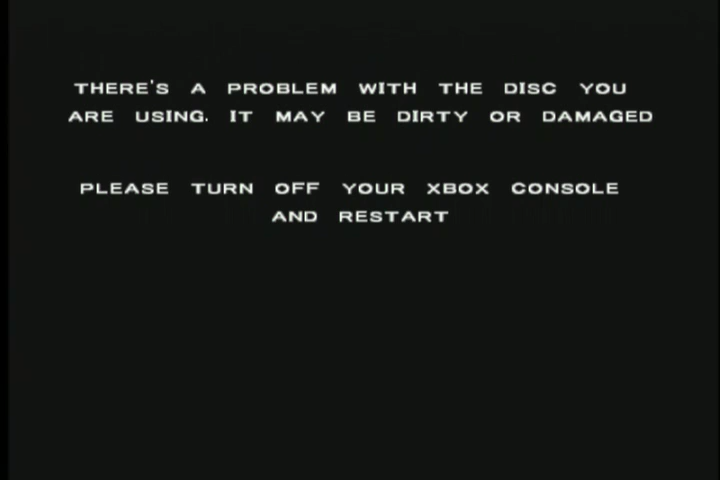 THERE'S A PROBLEM WITH THE DISC YOU
ARE USING. IT MAY BE DIRTY OR DAMAGED
PLEASE TURN OFF YOUR XBOX CONSOLE
AND RESTART